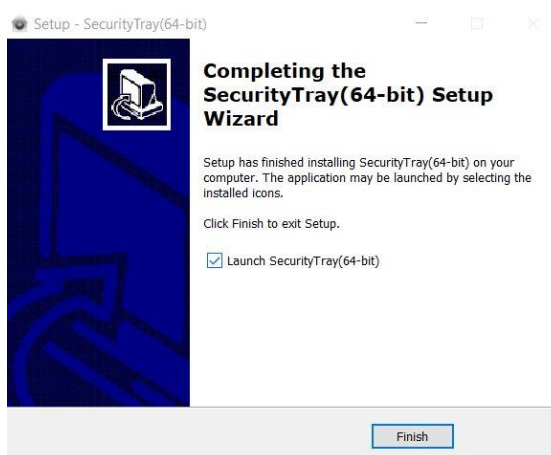 Setup - SecurityTray(64-bit)
Completing the
SecurityTray(64-bit) Setup
Wizard
Setup has finished installing SecurityTray(64-bit) on your
computer. The application may be launched by selecting the
installed icons.
Click Finish to exit Setup.
Launch SecurityTray(64-bit)
Finish